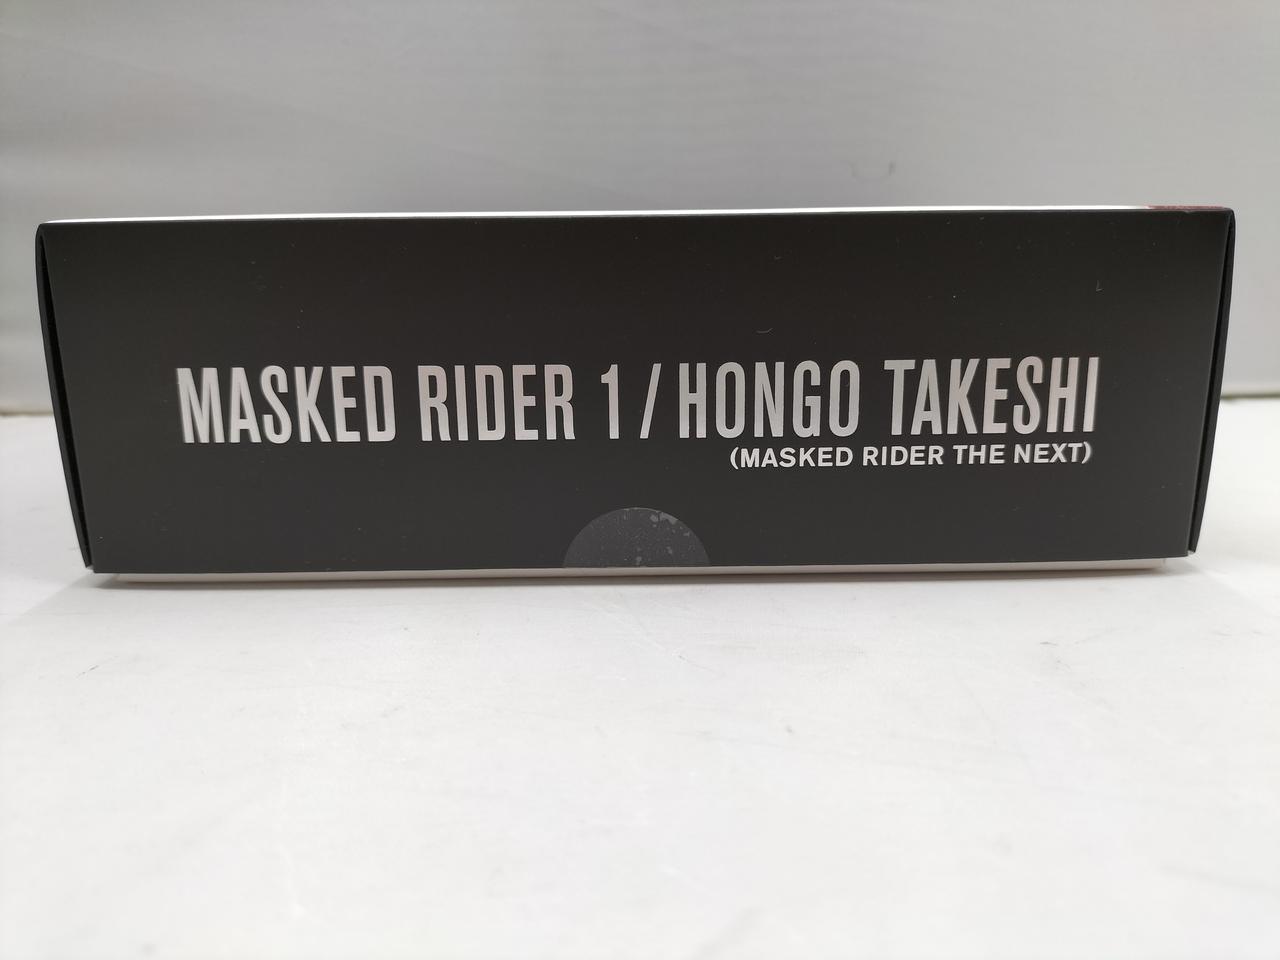 MASKED RIDER 1/HONGO TAKESHI
(MASKED RIDER THE NEXT)